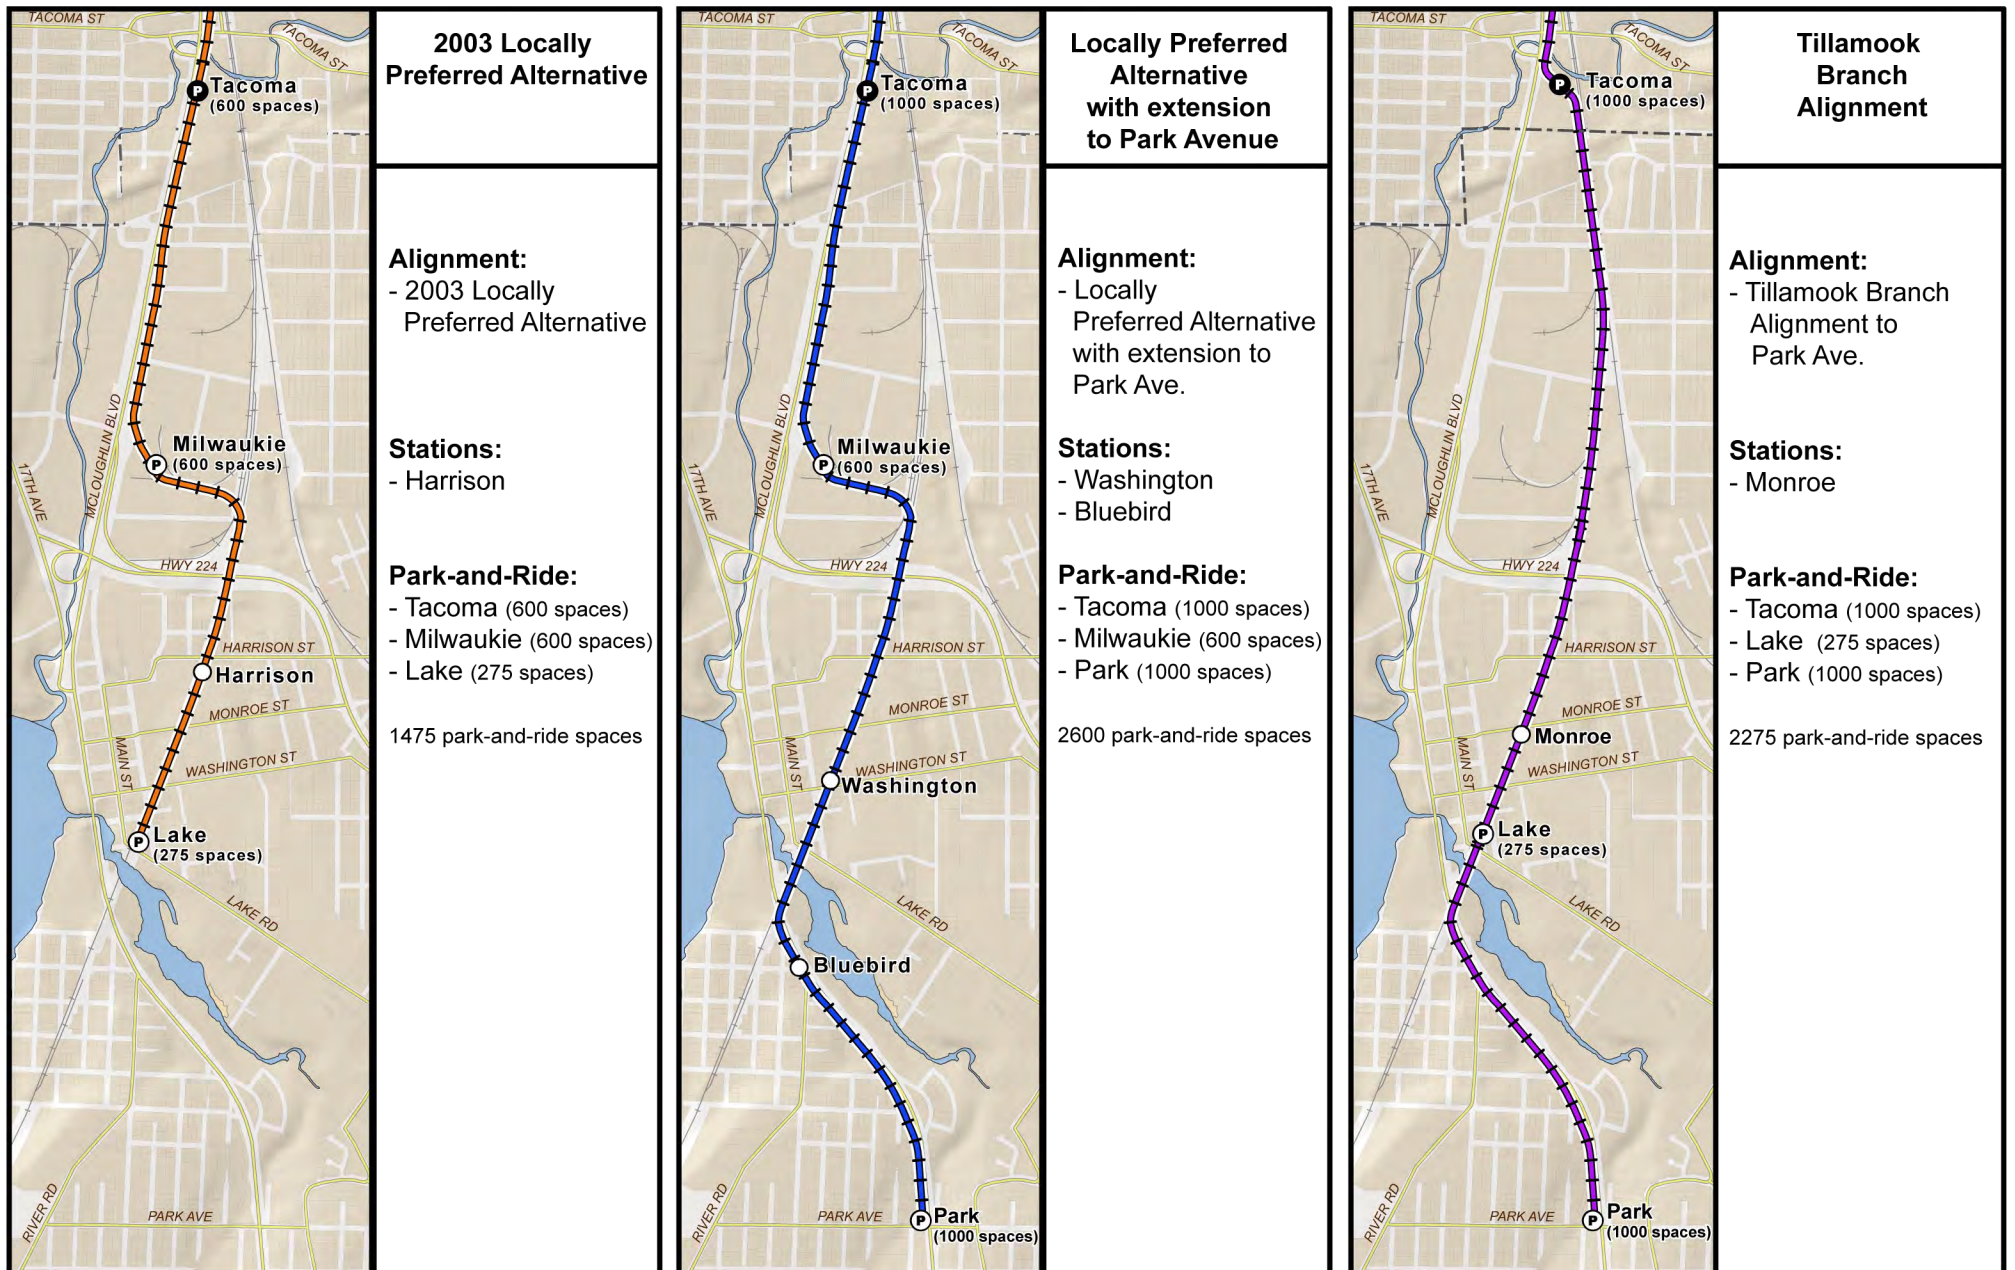 TACOMA ST
TACOMA ST
Tacoma
(600 spaces)
MCLOUGHLIN BLVD
17TH AVE
Milwaukie
(600 spaces)
HWY 224
HARRISON ST
Harrison
MONROE ST
MAIN ST
WASHINGTON ST
Lake
(275 spaces)
LAKE RD
RIVER RD
PARK AVE
2003 Locally
Preferred Alternative
Alignment:
- 2003 Locally
Preferred Alternative
Stations:
- Harrison
Park-and-Ride:
- Tacoma (600 spaces)
- Milwaukie (600 spaces)
- Lake (275 spaces)
1475 park-and-ride spaces
TACOMA ST
TACOMA ST
Tacoma
(1000 spaces)
MCLOUGHLIN BLVD
17TH AVE
Milwaukie
(600 spaces)
HWY 224
HARRISON ST
MONROE ST
MAIN ST
WASHINGTON ST
Washington
LAKE RD
Bluebird
RIVER RD
PARK AVE
Park
(1000 spaces)
Locally Preferred
Alternative
with extension
to Park Avenue
Alignment:
- Locally
Preferred Alternative
with extension to
Park Ave.
Stations:
- Washington
- Bluebird
Park-and-Ride:
- Tacoma (1000 spaces)
- Milwaukie (600 spaces)
- Park (1000 spaces)
2600 park-and-ride spaces
TACOMA ST
TACOMA ST
Tacoma
(1000 spaces)
MCLOUGHLIN BLVD
17TH AVE
HWY 224
HARRISON ST
MONROE ST
Monroe
MAIN ST
WASHINGTON ST
Lake
(275 spaces)
LAKE RD
RIVER RD
PARK AVE
Park
(1000 spaces)
Tillamook
Branch
Alignment
Alignment:
- Tillamook Branch
Alignment to
Park Ave.
Stations:
- Monroe
Park-and-Ride:
- Tacoma (1000 spaces)
- Lake (275 spaces)
- Park (1000 spaces)
2275 park-and-ride spaces
P
P
P
P
P
P
P
P
P